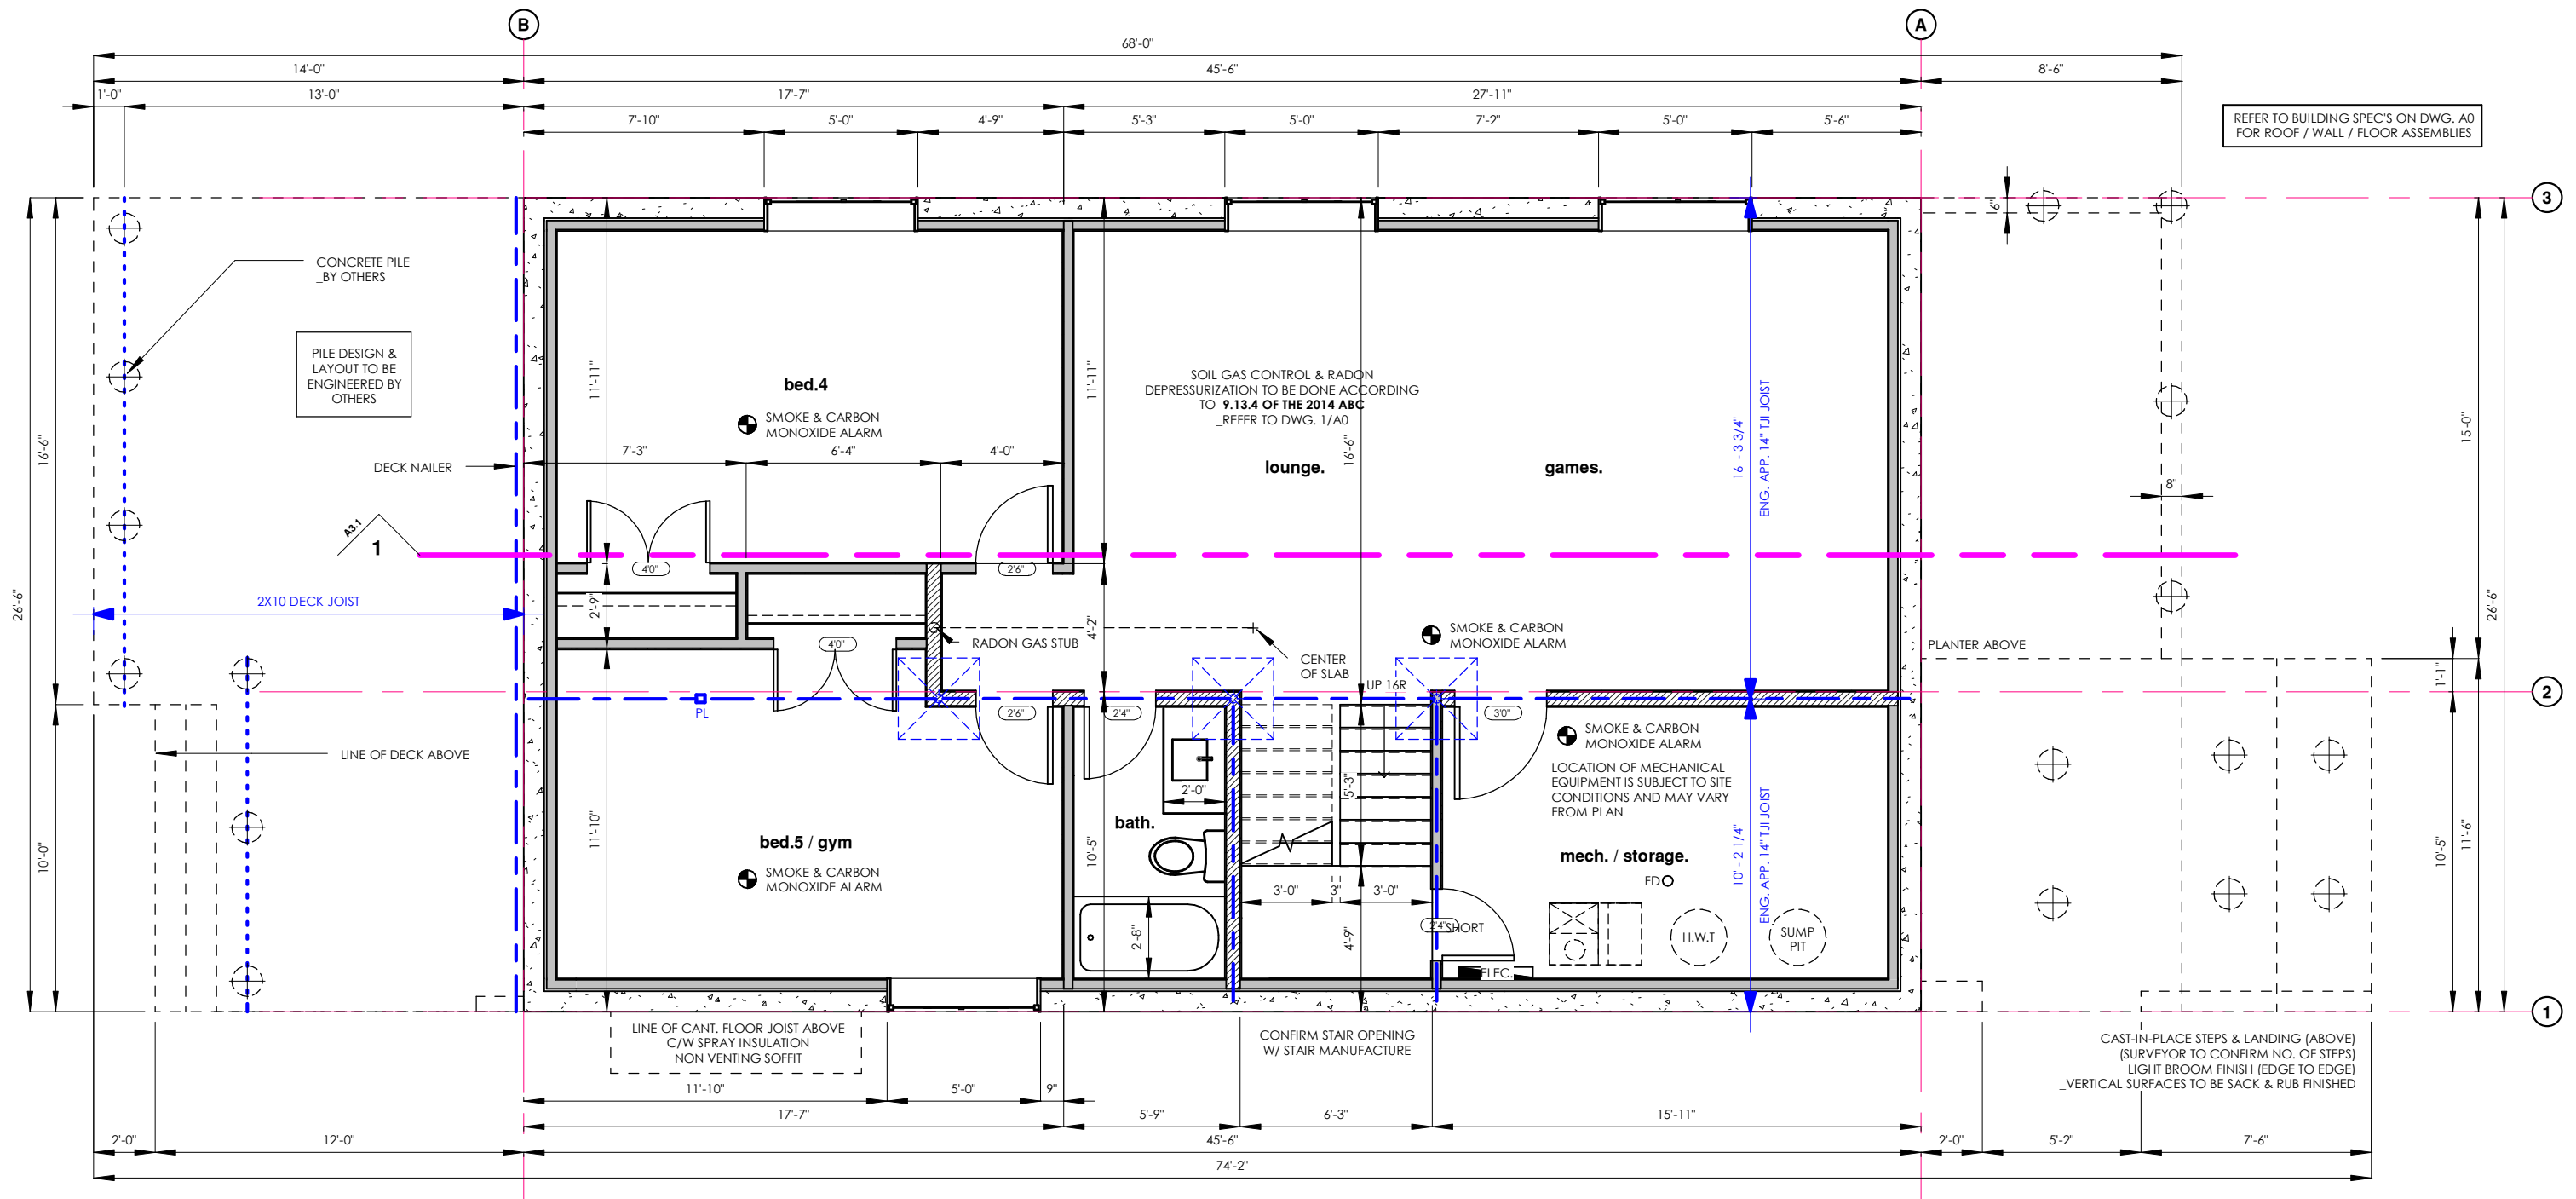 B
A
68'-0"
14'-0"
45'-6"
8'-6"
1'-0"
13'-0"
17'-7"
27'-11"
7'-10"
5'-0"
4'-9"
5'-3"
5'-0"
7'-2"
5'-0"
5'-6"
REFER TO BUILDING SPEC'S ON DWG. A0
FOR ROOF / WALL / FLOOR ASSEMBLIES
3
6"
CONCRETE PILE
_BY OTHERS
PILE DESIGN &
LAYOUT TO BE
ENGINEERED BY
OTHERS
11'-11"
11'-11"
bed.4
SMOKE & CARBON
MONOXIDE ALARM
SOIL GAS CONTROL & RADON
DEPRESSURIZATION TO BE DONE ACCORDING
TO 9.13.4 OF THE 2014 ABC
_REFER TO DWG. 1/A0
16'-6"
16' - 3 3/4"
ENG. APP. 14" TJI JOIST
15'-0"
16'-6"
7'-3"
6'-4"
4'-0"
DECK NAILER
lounge.
games.
8"
A3.1
1
4'0"
2'6"
26'-6"
2X10 DECK JOIST
2'-9"
4'-2"
26'-6"
4'0"
RADON GAS STUB
SMOKE & CARBON
MONOXIDE ALARM
CENTER
OF SLAB
PLANTER ABOVE
1'-1"
UP 16R
2
PL
2'6"
2'4"
3'0"
LINE OF DECK ABOVE
SMOKE & CARBON
MONOXIDE ALARM
LOCATION OF MECHANICAL
EQUIPMENT IS SUBJECT TO SITE
CONDITIONS AND MAY VARY
FROM PLAN
2'-0"
5'-3"
10'-0"
11'-10"
bed.5 / gym
bath.
10'-5"
mech. / storage.
10' - 2 1/4"
ENG. APP. 14" TJI JOIST
10'-5"
11'-6"
SMOKE & CARBON
MONOXIDE ALARM
FD
3'-0"
3"
3'-0"
2'-8"
4'-9"
2'4"
SHORT
H.W.T
SUMP
PIT
ELEC.
1
LINE OF CANT. FLOOR JOIST ABOVE
C/W SPRAY INSULATION
NON VENTING SOFFIT
CONFIRM STAIR OPENING
W/ STAIR MANUFACTURE
CAST-IN-PLACE STEPS & LANDING (ABOVE)
(SURVEYOR TO CONFIRM NO. OF STEPS)
_LIGHT BROOM FINISH (EDGE TO EDGE)
_VERTICAL SURFACES TO BE SACK & RUB FINISHED
11'-10"
5'-0"
9"
17'-7"
5'-9"
6'-3"
15'-11"
2'-0"
12'-0"
45'-6"
2'-0"
5'-2"
7'-6"
74'-2"